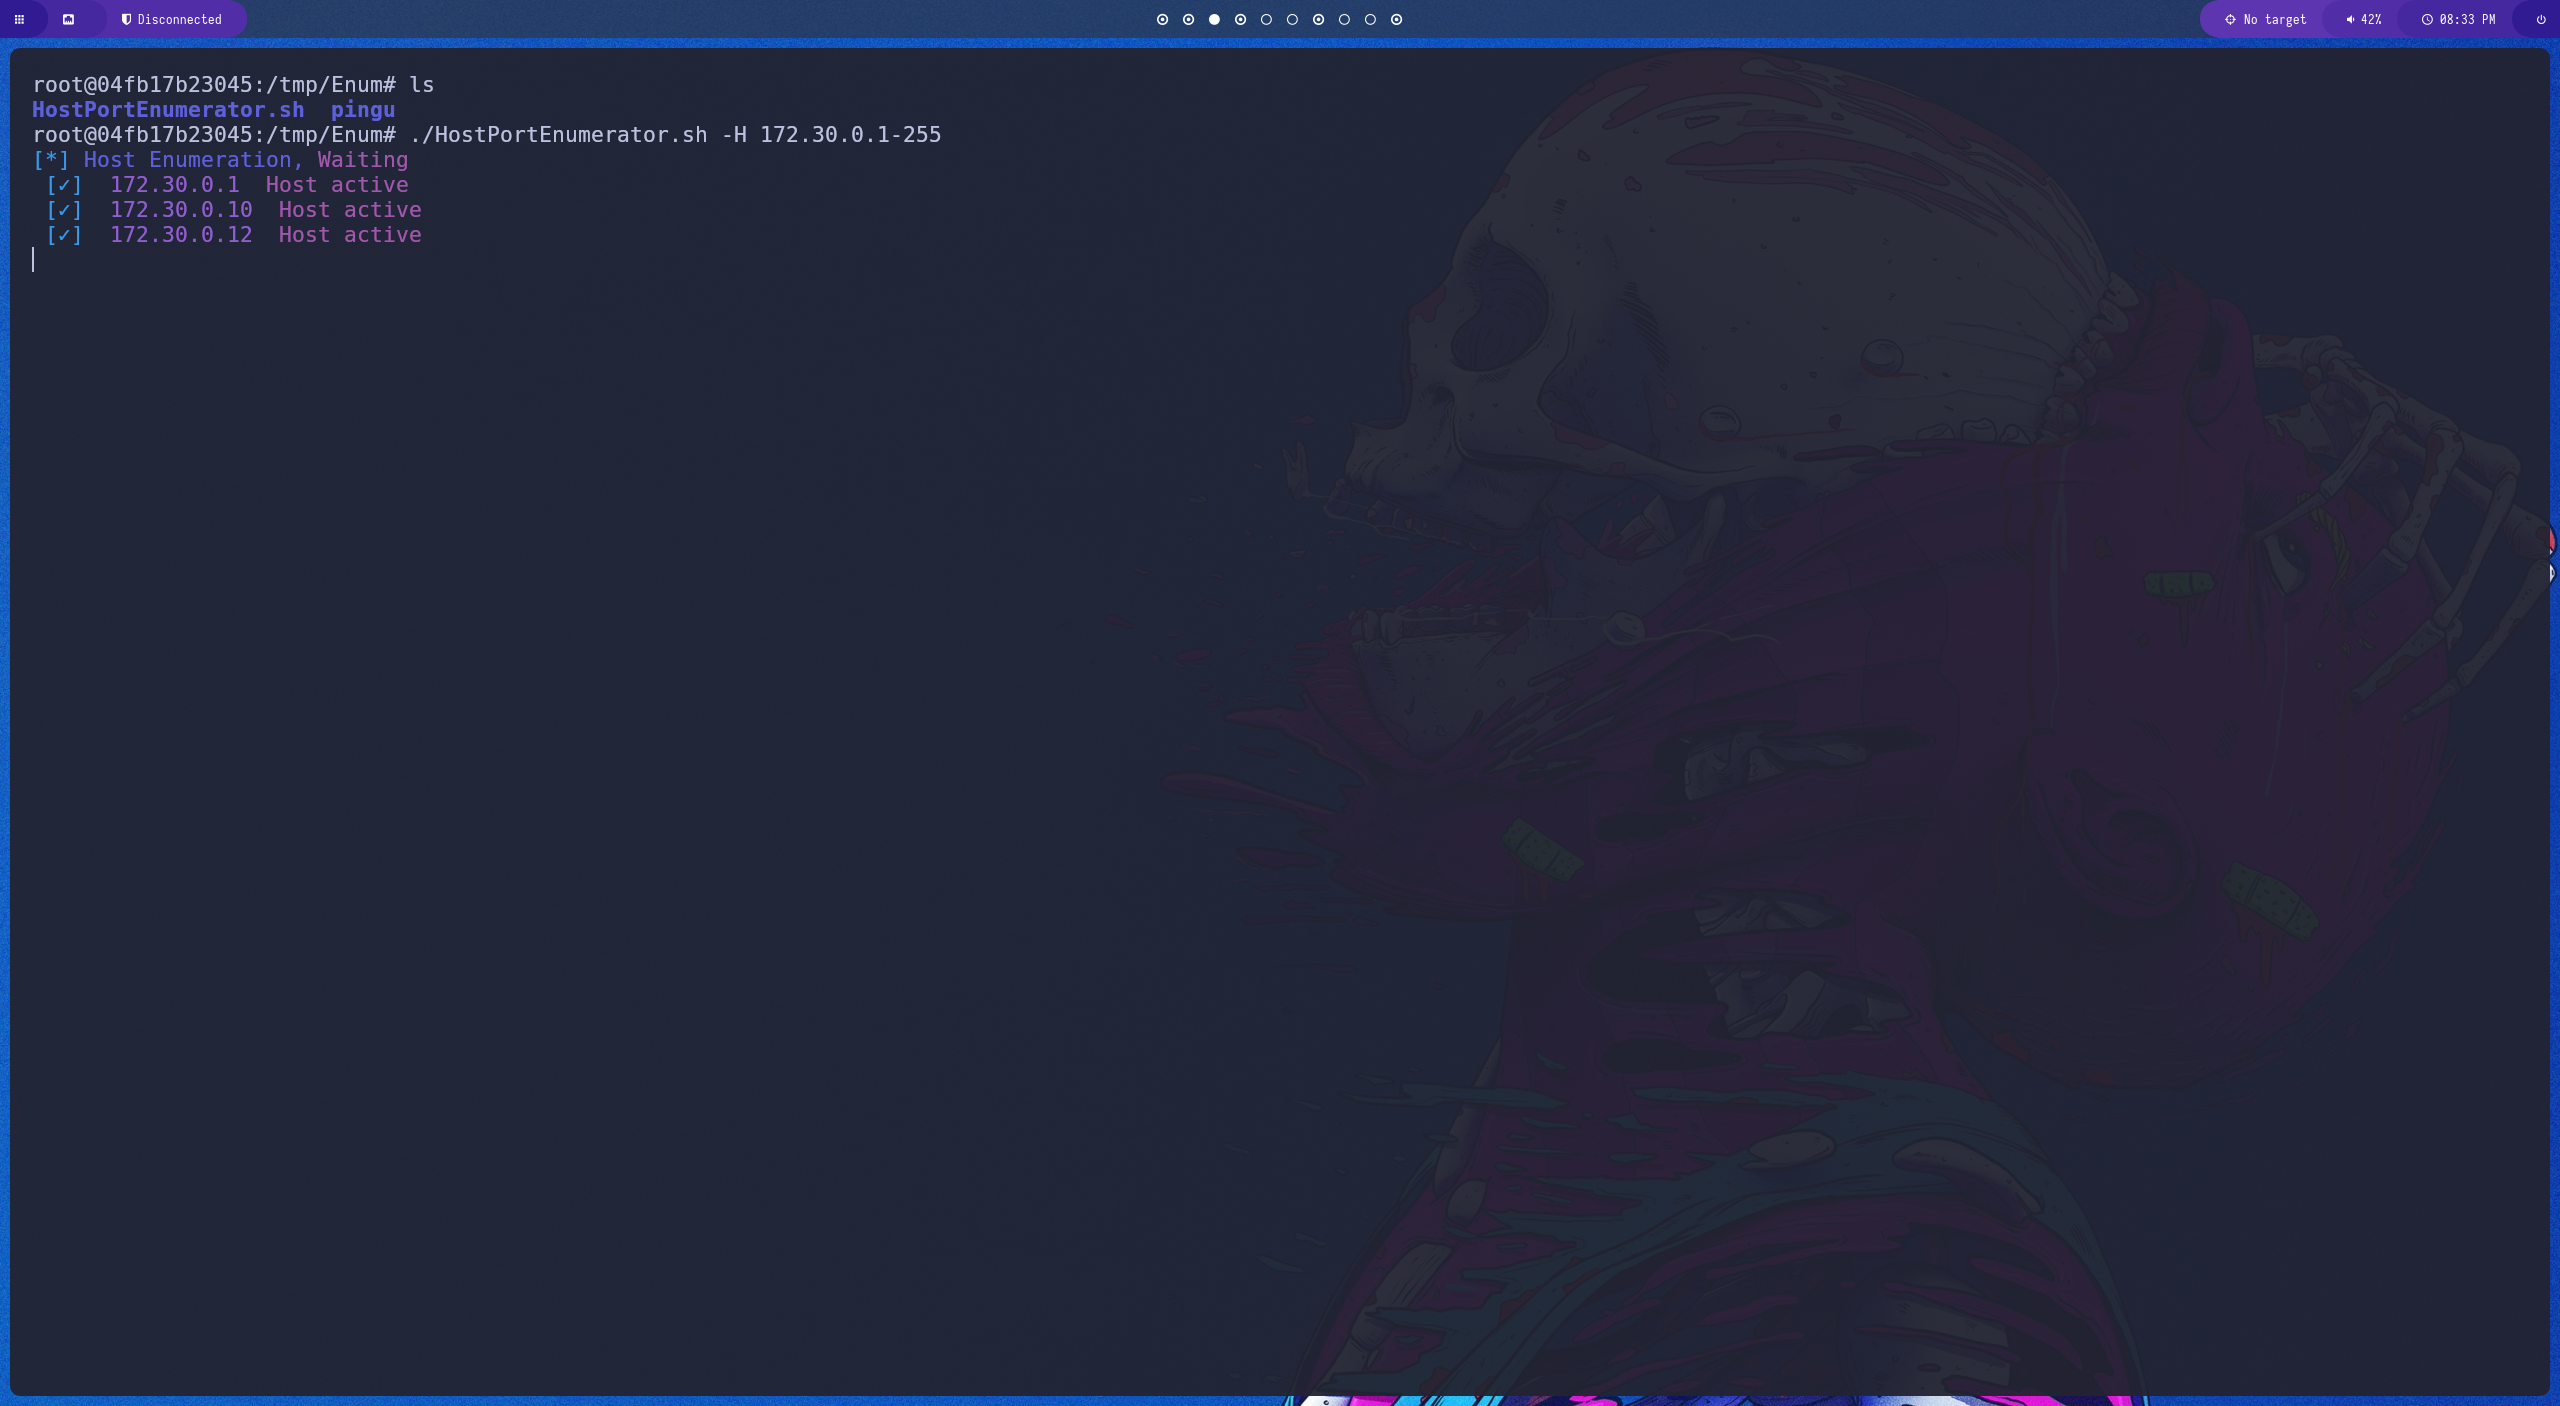 Disconnected
No target
42%
08:33 PM
root@04fb17b23045:/tmp/Enum# ls
HostPortEnumerator.sh  pingu
root@04fb17b23045:/tmp/Enum# ./HostPortEnumerator.sh -H 172.30.0.1-255
[*] Host Enumeration, Waiting
[✓]  172.30.0.1  Host active
[✓]  172.30.0.10  Host active
[✓]  172.30.0.12  Host active